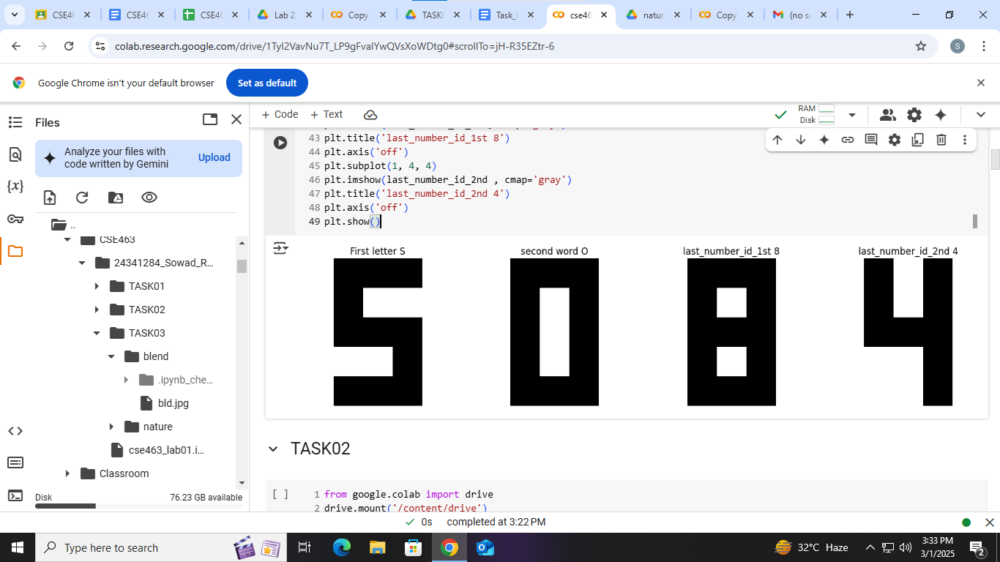 CSE46
CSE46
CSE46
Lab 2
Copy
TASK0
Task_0
cse46
natur
Copy
(no su
colab.research.google.com/drive/1TyI2VavNu7T_LP9gFvalYwQVsXoWDtg0#scrollTo=jH-R35EZtr-6
S
Google Chrome isn't your default browser
Set as default
Files
+ Code + Text
RAM
Disk
Analyze your files with
code written by Gemini
Upload
{x}
..
CSE463
24341284_Sowad_R...
TASK01
TASK02
TASK03
blend
.ipynb_che...
bld.jpg
nature
cse463_lab01.i...
Classroom
Disk 76.23 GB available
43 plt.title('last_number_id_1st 8')
44 plt.axis('off')
45 plt.subplot(1, 4, 4)
46 plt.imshow(last_number_id_2nd , cmap='gray')
47 plt.title('last_number_id_2nd 4')
48 plt.axis('off')
49 plt.show()
First letter S second word O last_number_id_1st 8 last_number_id_2nd 4
S O 8 4
TASK02
[ ] 1 from google.colab import drive
2 drive.mount('/content/drive')
0s completed at 3:22 PM
Type here to search
32°C Haze
3:33 PM
3/1/2025
2